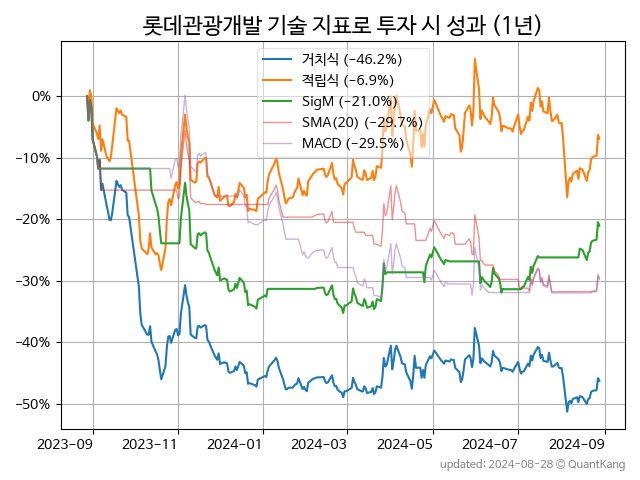 롯데관광개발 기술 지표로 투자 시 성과 (1년)
거치식 (−46.2%)
적립식 (−6.9%)
SigM (−21.0%)
SMA(20) (−29.7%)
MACD (−29.5%)
0%
−10%
−20%
−30%
−40%
−50%
2023-09 2023-11 2024-01 2024-03 2024-05 2024-07 2024-09
updated: 2024-08-28 © QuantKang